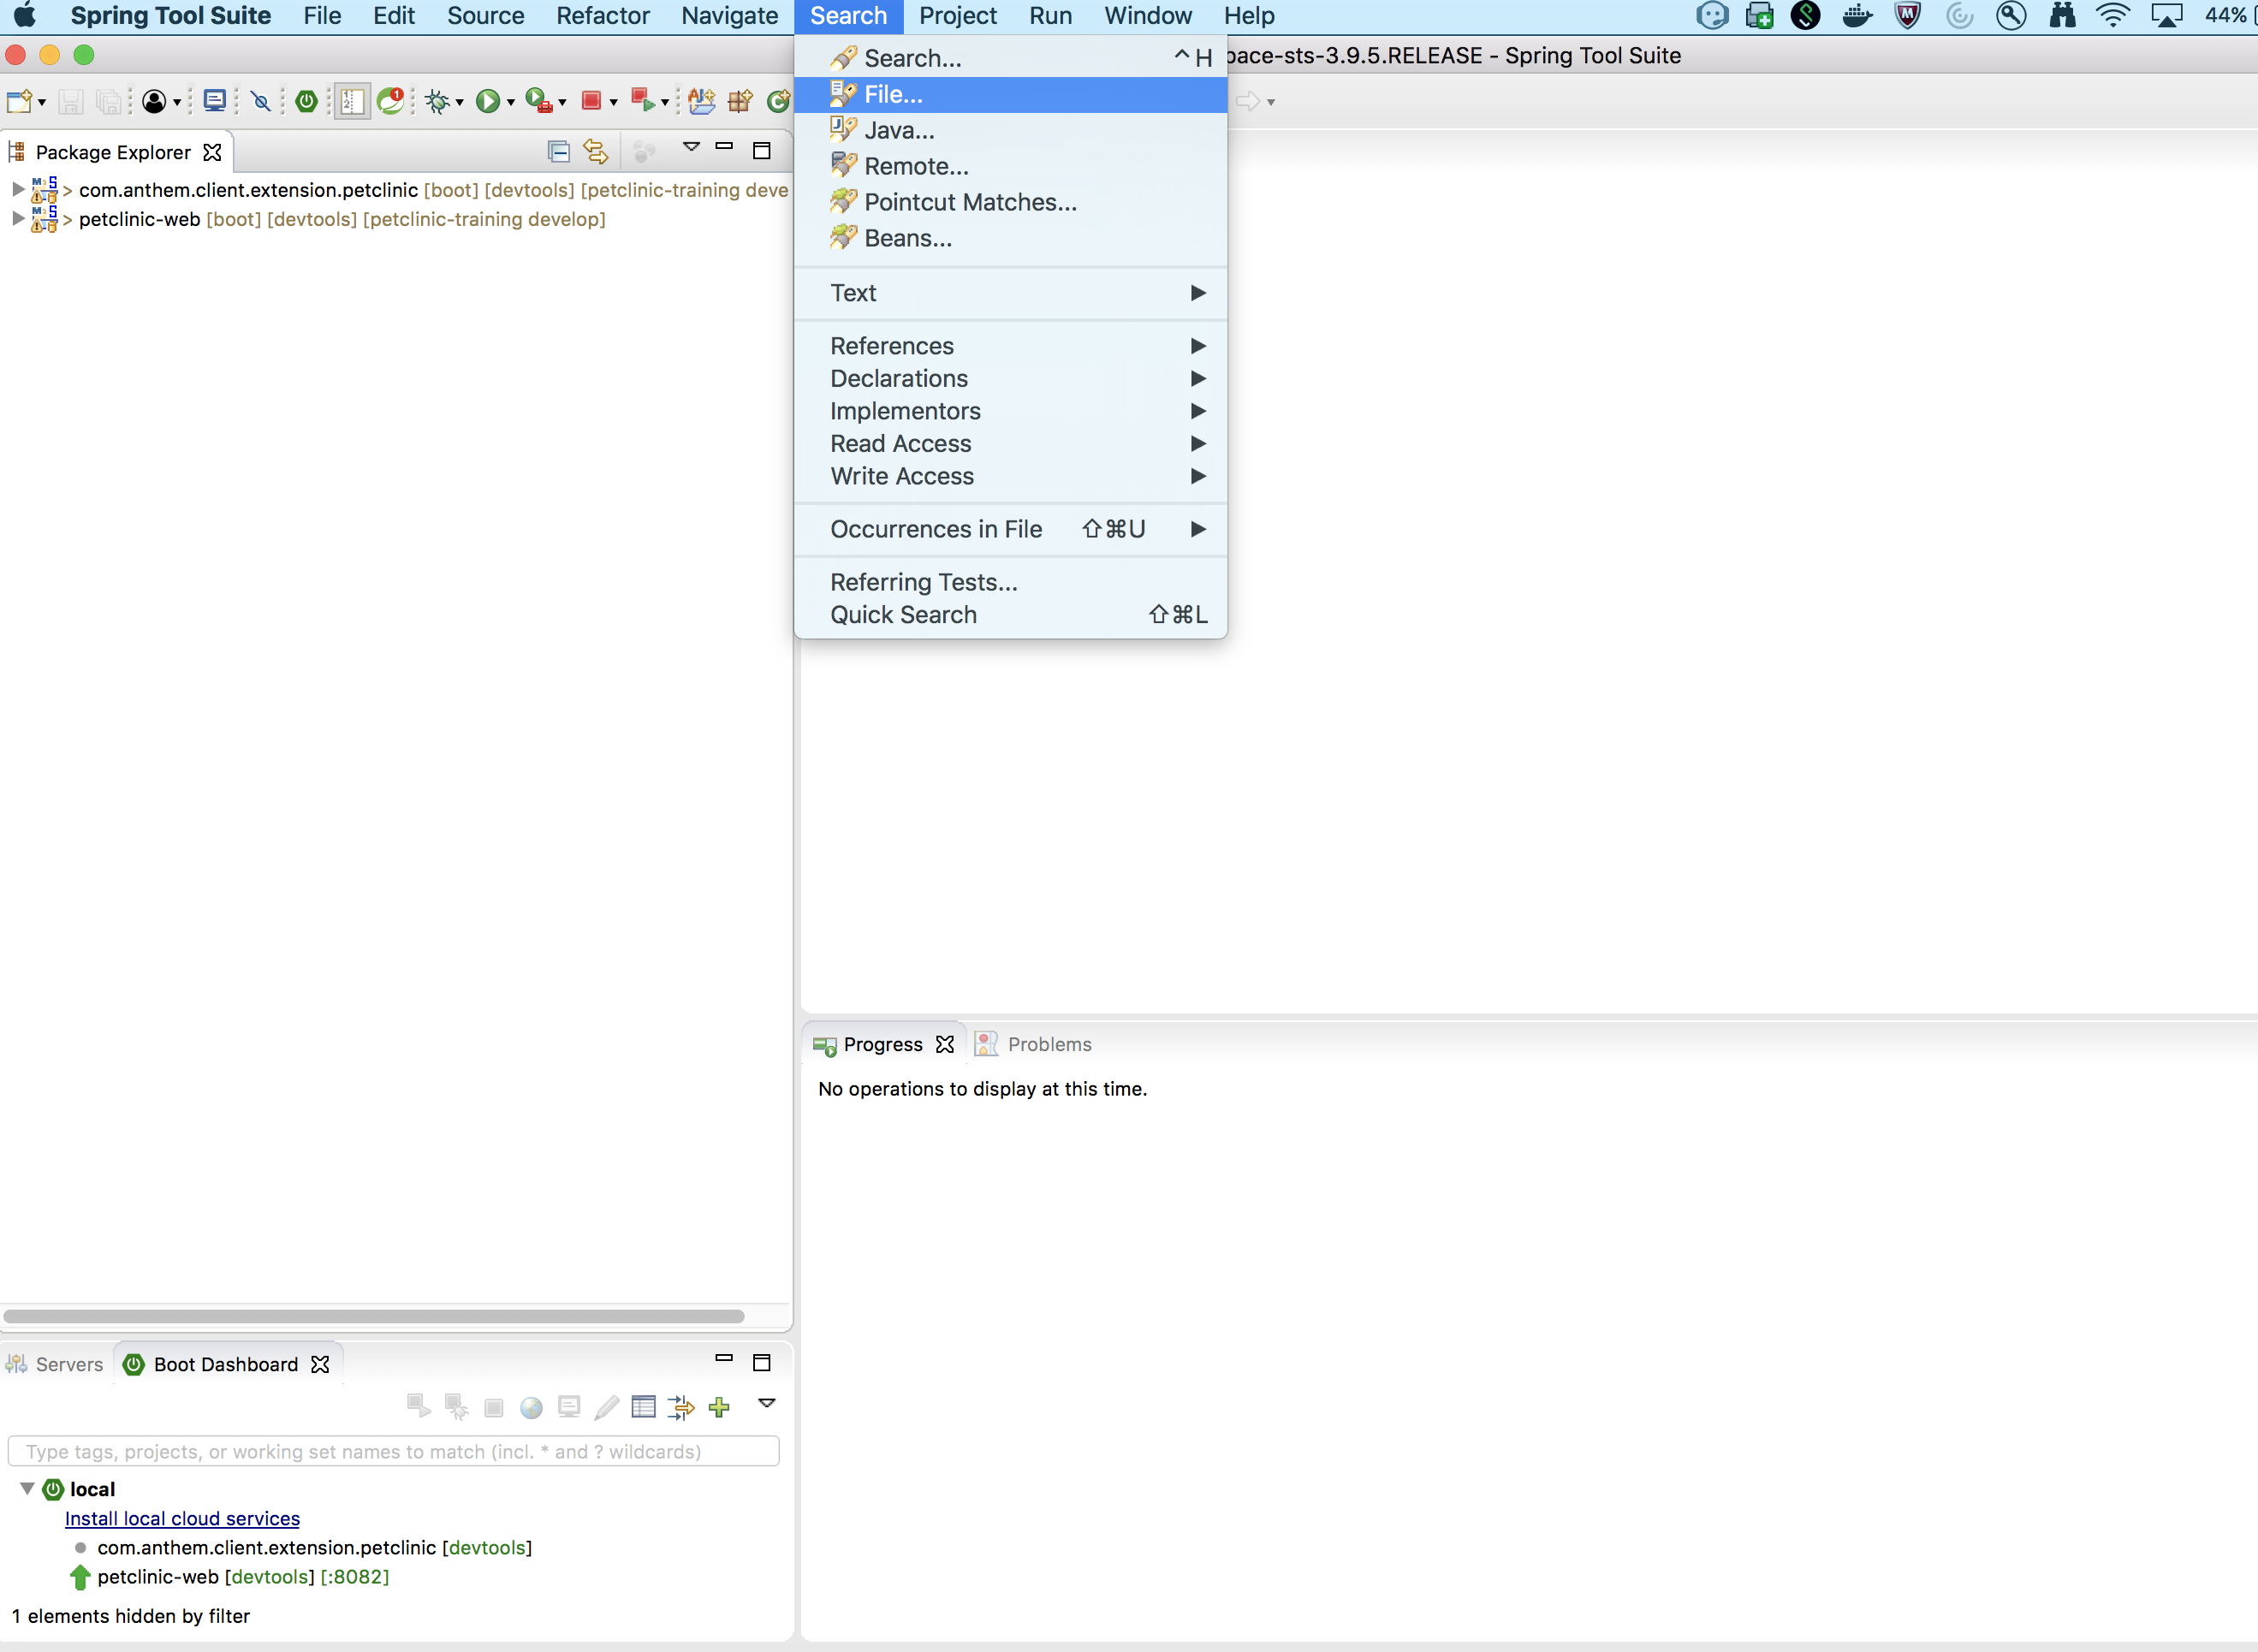 Spring Tool Suite File Edit Source Refactor Navigate Search Project Run Window Help 44%
pace-sts-3.9.5.RELEASE - Spring Tool Suite
Search... ^ H
File...
Java...
Remote...
Pointcut Matches...
Beans...
Text
References
Declarations
Implementors
Read Access
Write Access
Occurrences in File ⇧⌘U
Referring Tests...
Quick Search ⇧⌘L
Package Explorer
> com.anthem.client.extension.petclinic [boot] [devtools] [petclinic-training deve
> petclinic-web [boot] [devtools] [petclinic-training develop]
Progress Problems
No operations to display at this time.
Servers Boot Dashboard
Type tags, projects, or working set names to match (incl. * and ? wildcards)
local
Install local cloud services
com.anthem.client.extension.petclinic [devtools]
petclinic-web [devtools] [:8082]
1 elements hidden by filter